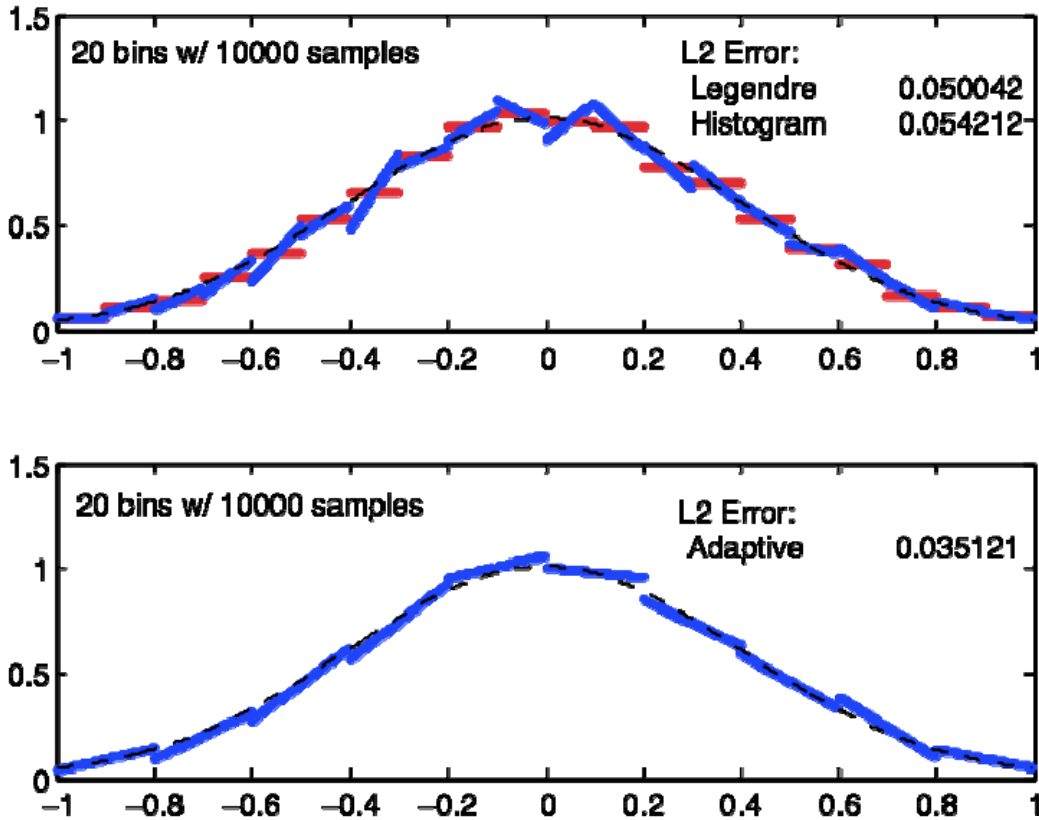 1.5
20 bins w/ 10000 samples
L2 Error:
Legendre 0.050042
Histogram 0.054212
1
0.5
0
−1 −0.8 −0.6 −0.4 −0.2 0 0.2 0.4 0.6 0.8 1
1.5
20 bins w/ 10000 samples
L2 Error:
Adaptive 0.035121
1
0.5
0
−1 −0.8 −0.6 −0.4 −0.2 0 0.2 0.4 0.6 0.8 1